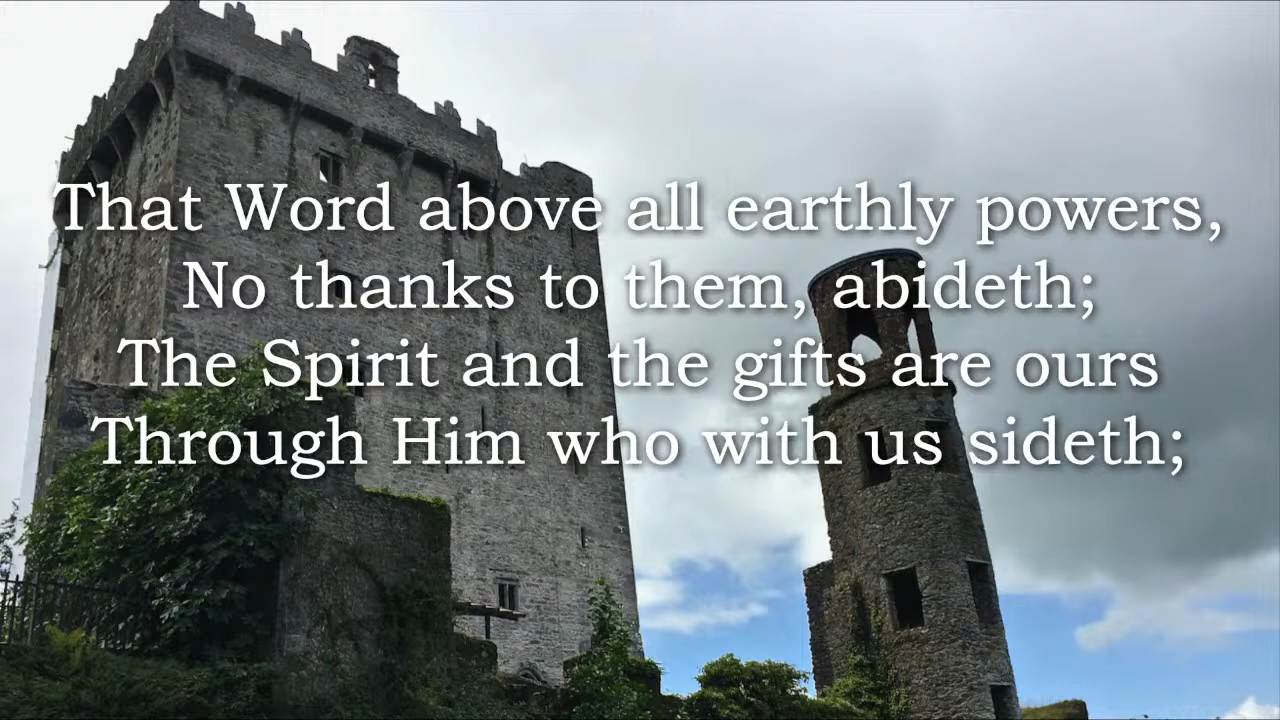 That Word above all earthly powers,
No thanks to them, abideth;
The Spirit and the gifts are ours
Through Him who with us sideth;